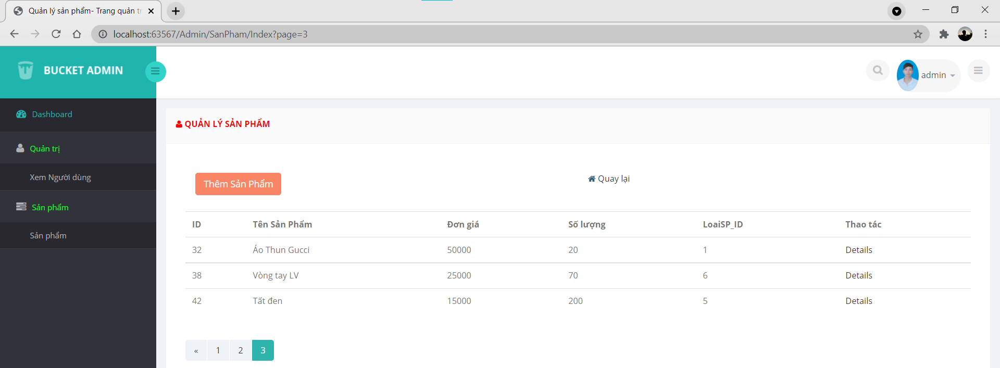 Quản lý sản phẩm- Trang quản tr
localhost:63567/Admin/SanPham/Index?page=3
BUCKET ADMIN
admin
Dashboard
Quản trị
Xem Người dùng
Sản phẩm
Sản phẩm
QUẢN LÝ SẢN PHẨM
Thêm Sản Phẩm
Quay lại
ID Tên Sản Phẩm Đơn giá Số lượng LoaiSP_ID Thao tác
32 Áo Thun Gucci 50000 20 1 Details
38 Vòng tay LV 25000 70 6 Details
42 Tất đen 15000 200 5 Details
« 1 2 3